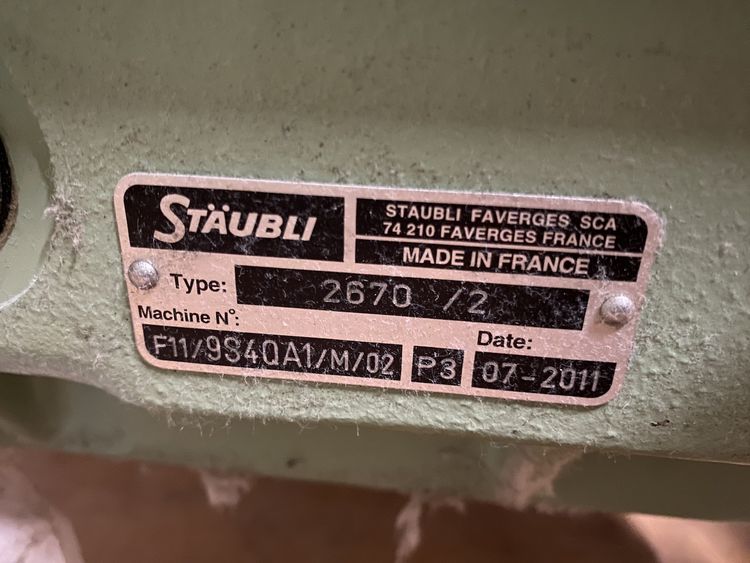 STÄUBLI
STAUBLI FAVERGES SCA
74 210 FAVERGES FRANCE
MADE IN FRANCE
Type: 2670 /2
Machine N°:
Date:
F11/9S4QA1/M/02 P3 07-2011